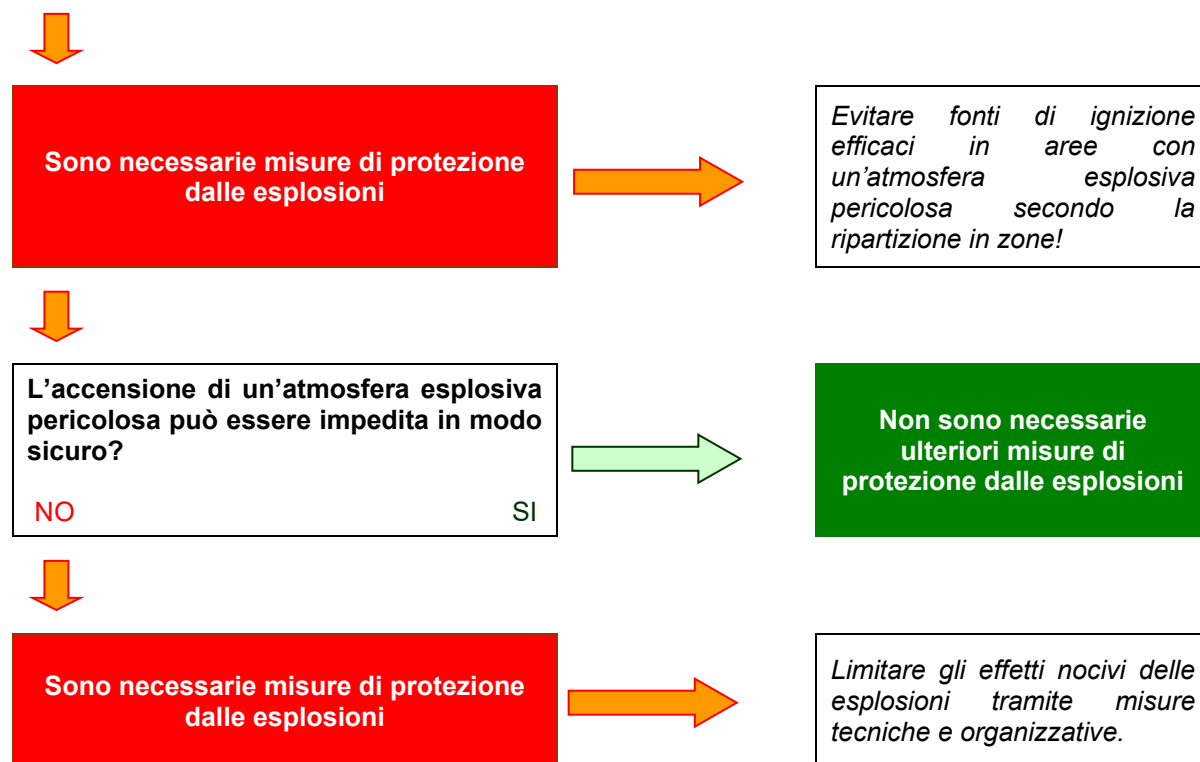 Sono necessarie misure di protezione
dalle esplosioni
Evitare fonti di ignizione
efficaci in aree con
un'atmosfera esplosiva
pericolosa secondo la
ripartizione in zone!
L'accensione di un'atmosfera esplosiva
pericolosa può essere impedita in modo
sicuro?
NO SI
Non sono necessarie
ulteriori misure di
protezione dalle esplosioni
Sono necessarie misure di protezione
dalle esplosioni
Limitare gli effetti nocivi delle
esplosioni tramite misure
tecniche e organizzative.